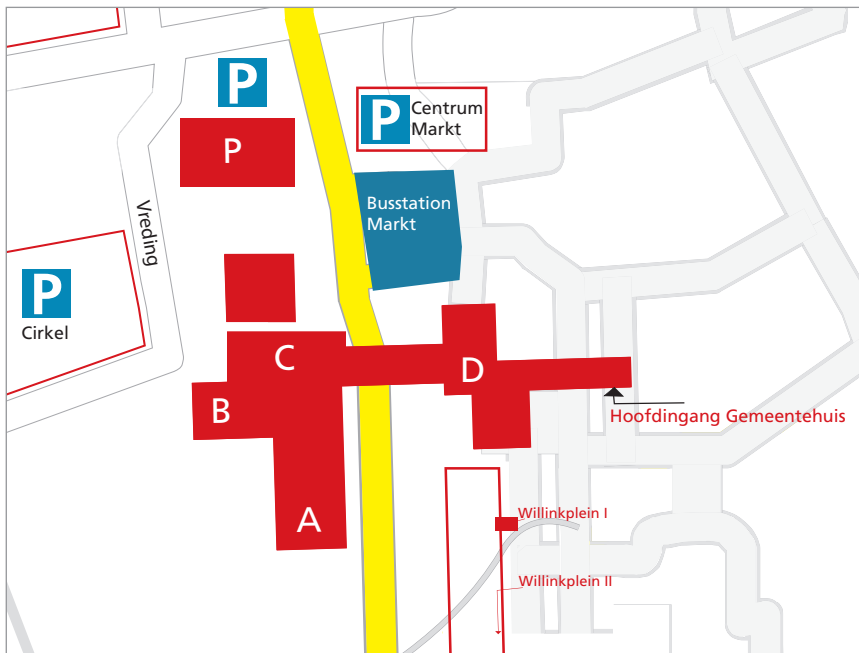 P
P
Centrum
Markt
P
Vreding
Busstation
Markt
P
Cirkel
C
D
B
Hoofdingang Gemeentehuis
A
Willinkplein I
Willinkplein II